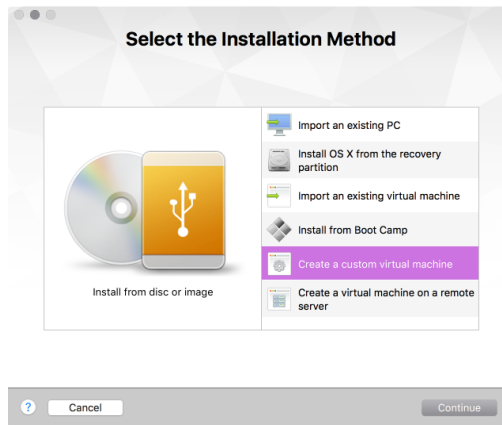 Select the Installation Method
Install from disc or image
Import an existing PC
Install OS X from the recovery
partition
Import an existing virtual machine
Install from Boot Camp
Create a custom virtual machine
Create a virtual machine on a remote
server
?
Cancel
Continue